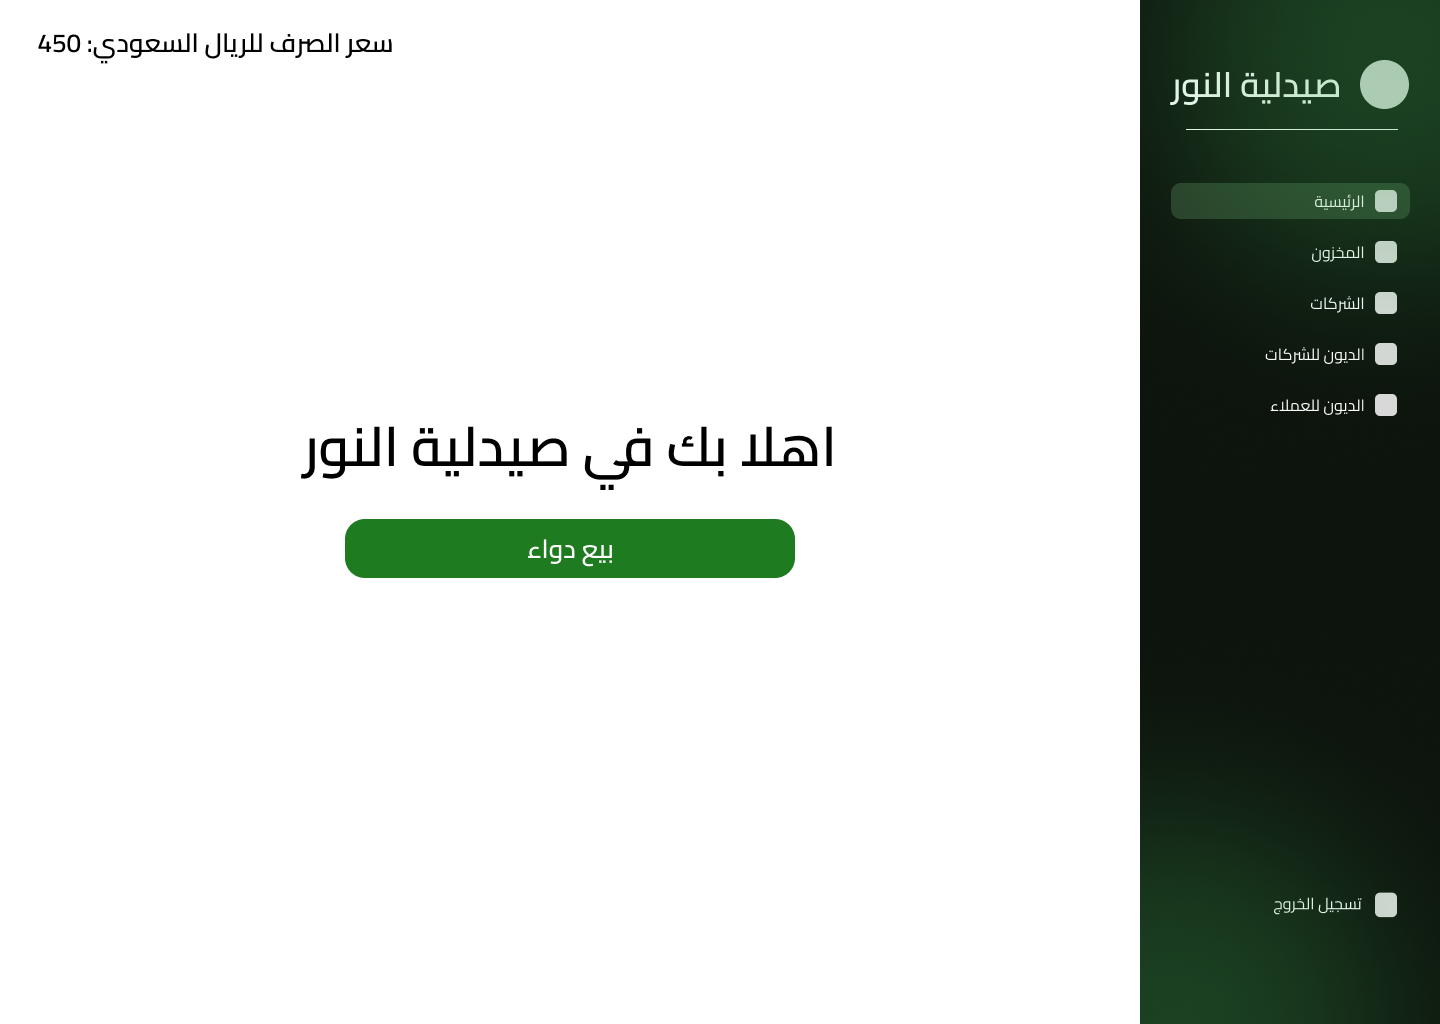 صيدلية النور
الرئيسية
المخزون
الشركات
الديون للشركات
الديون للعملاء
تسجيل الخروج
سعر الصرف للريال السعودي: 450
اهلا بك في صيدلية النور
بيع دواء